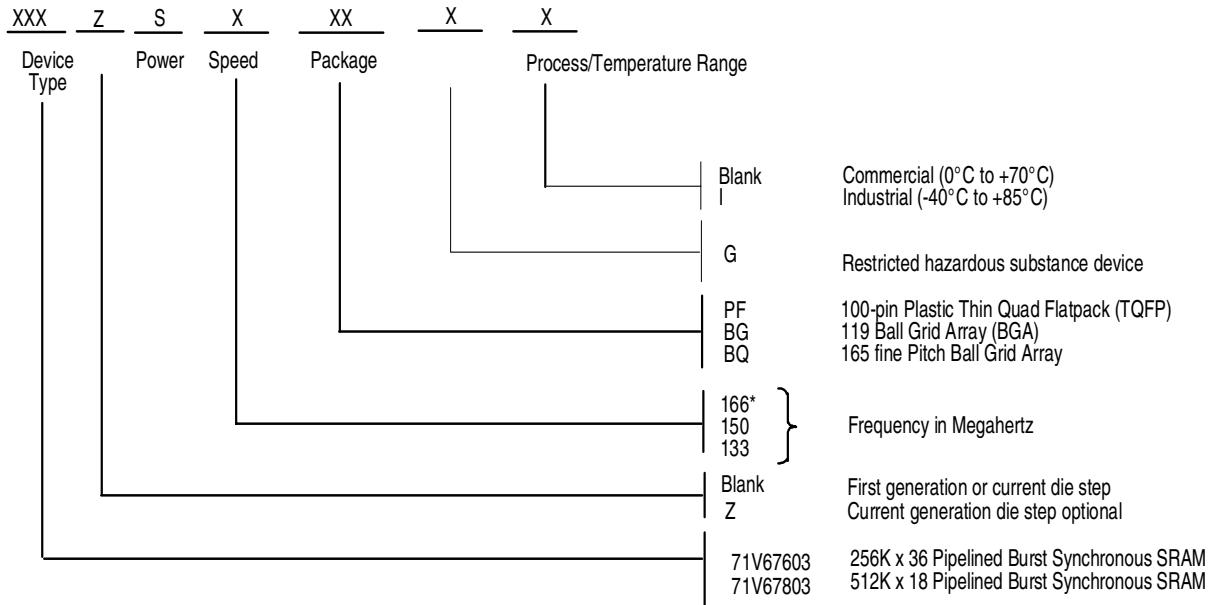 XXX Z S X XX X X
Device Type Power Speed Package Process/Temperature Range
Blank Commercial (0°C to +70°C)
I Industrial (-40°C to +85°C)
G Restricted hazardous substance device
PF 100-pin Plastic Thin Quad Flatpack (TQFP)
BG 119 Ball Grid Array (BGA)
BQ 165 fine Pitch Ball Grid Array
166*
150 Frequency in Megahertz
133
Blank First generation or current die step
Z Current generation die step optional
71V67603 256K x 36 Pipelined Burst Synchronous SRAM
71V67803 512K x 18 Pipelined Burst Synchronous SRAM